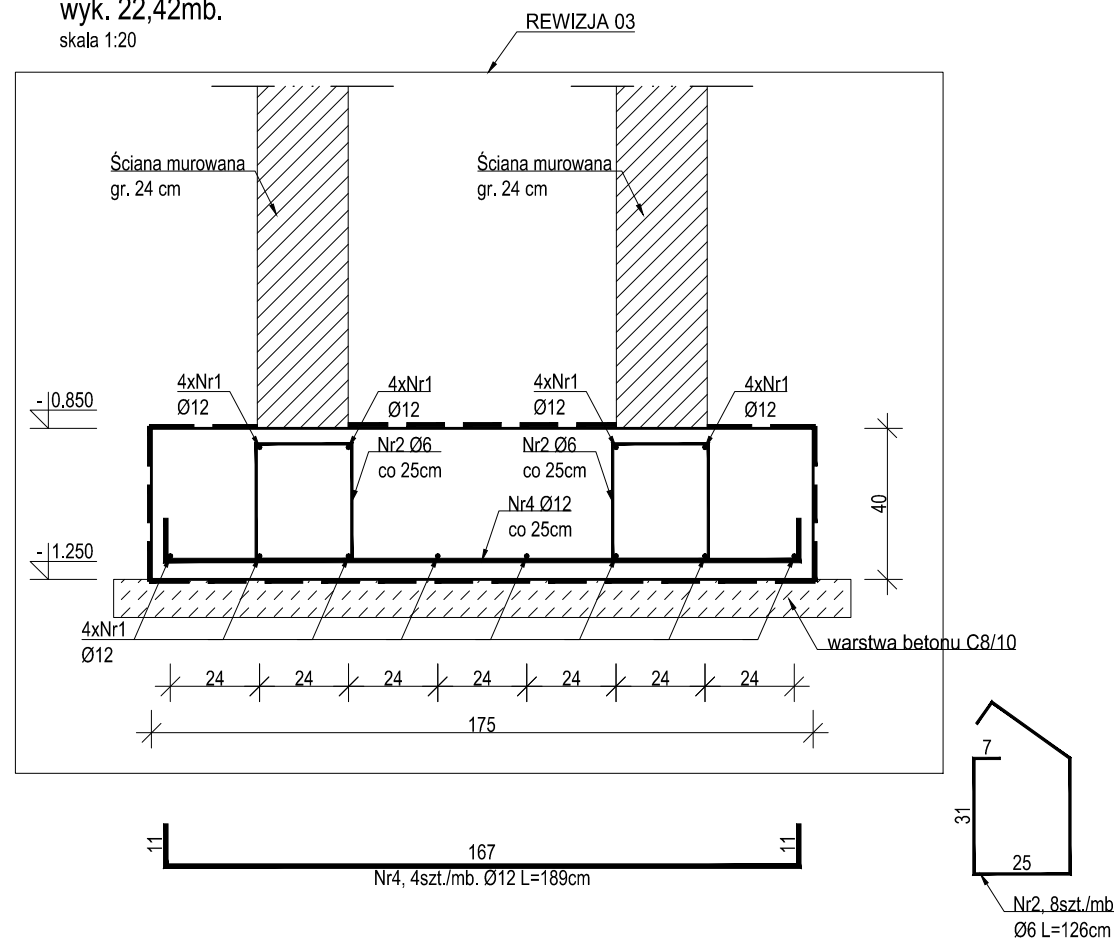 wyk. 22,42mb.
skala 1:20
REWIZJA 03
Ściana murowana
gr. 24 cm
Ściana murowana
gr. 24 cm
4xNr1
Ø12
4xNr1
Ø12
4xNr1
Ø12
4xNr1
Ø12
- 0.850
Nr2 Ø6
co 25cm
Nr2 Ø6
co 25cm
Nr4 Ø12
co 25cm
40
- 1.250
4xNr1
Ø12
warstwa betonu C8/10
24 24 24 24 24 24 24
175
11
167
11
Nr4, 4szt./mb. Ø12 L=189cm
7
31
25
Nr2, 8szt./mb
Ø6 L=126cm